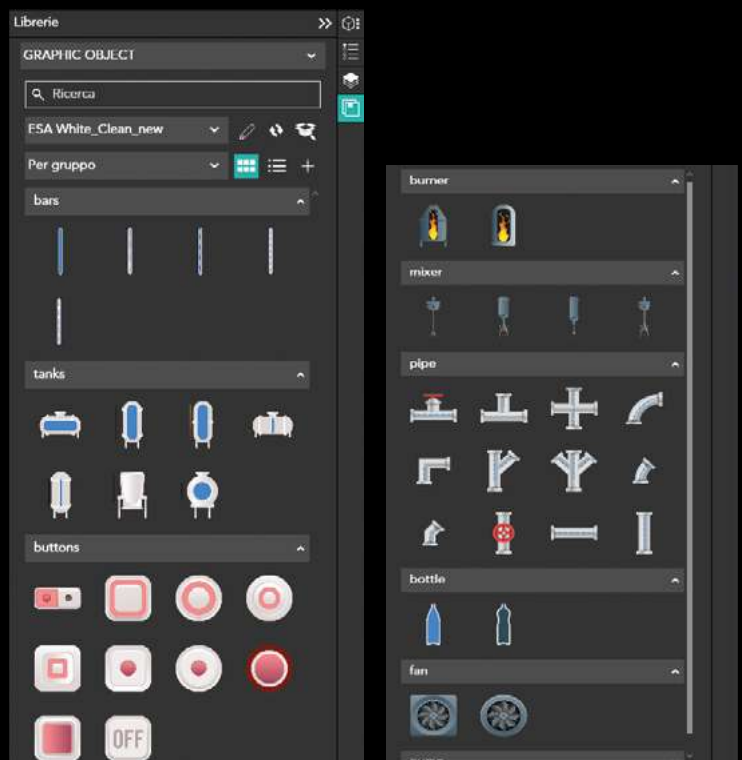 Librerie
GRAPHIC OBJECT
Ricerca
ESA White_Clean_new
Per gruppo
bars
tanks
buttons
OFF
burner
mixer
pipe
bottle
fan